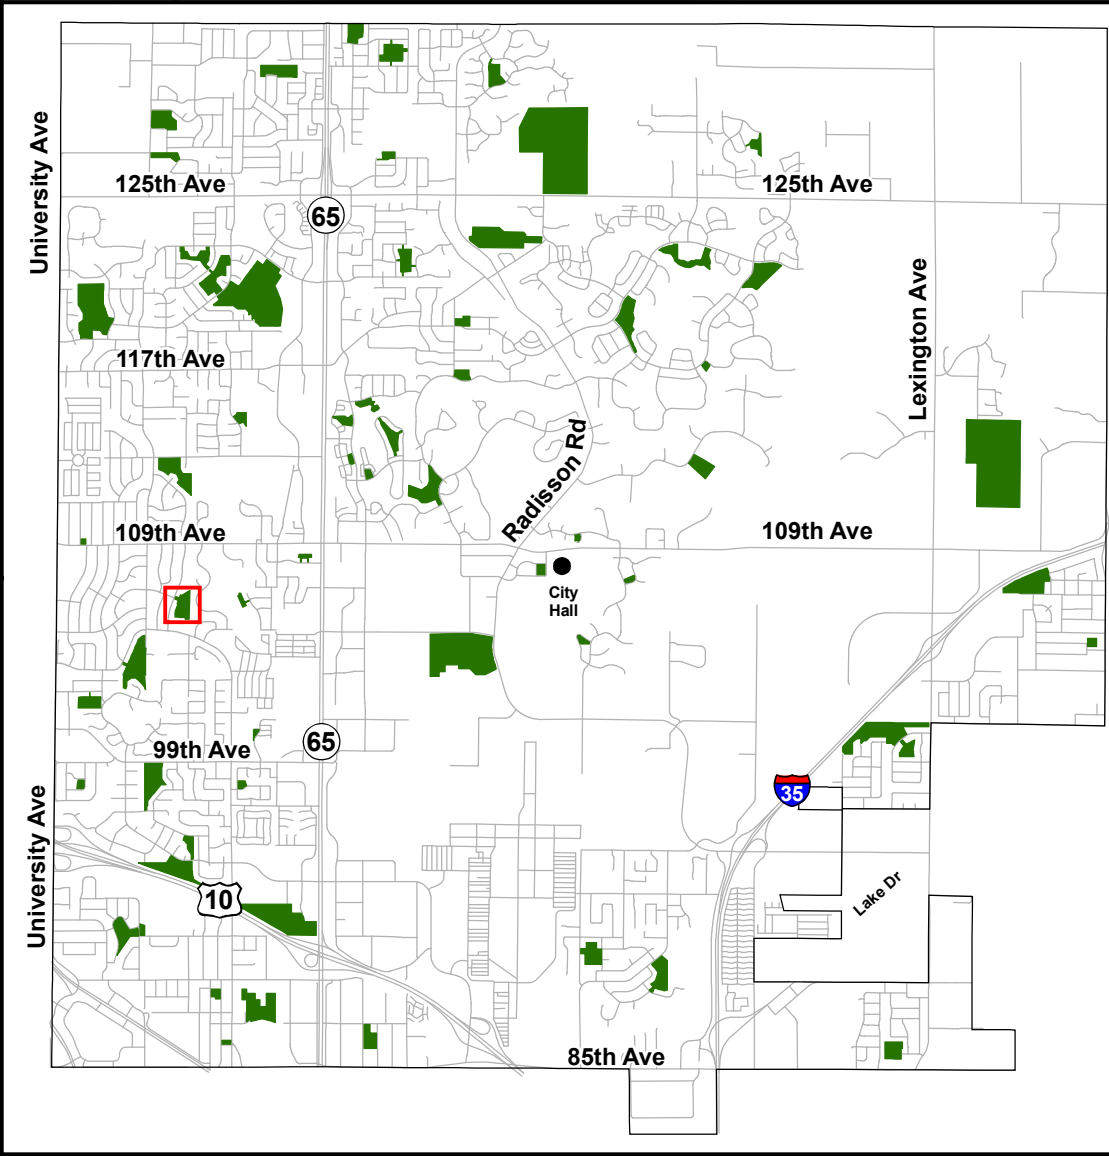 University Ave
125th Ave
125th Ave
65
Lexington Ave
117th Ave
Radisson Rd
109th Ave
109th Ave
City
Hall
99th Ave
65
35
University Ave
10
Lake Dr
85th Ave